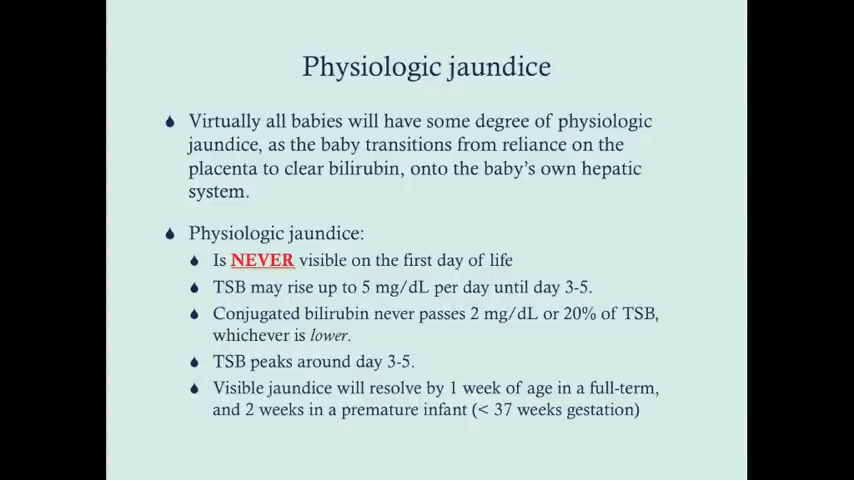 Physiologic jaundice
Virtually all babies will have some degree of physiologic
jaundice, as the baby transitions from reliance on the
placenta to clear bilirubin, onto the baby's own hepatic
system.
Physiologic jaundice:
Is NEVER visible on the first day of life
TSB may rise up to 5 mg/dL per day until day 3-5.
Conjugated bilirubin never passes 2 mg/dL or 20% of TSB,
whichever is lower.
TSB peaks around day 3-5.
Visible jaundice will resolve by 1 week of age in a full-term,
and 2 weeks in a premature infant (< 37 weeks gestation)